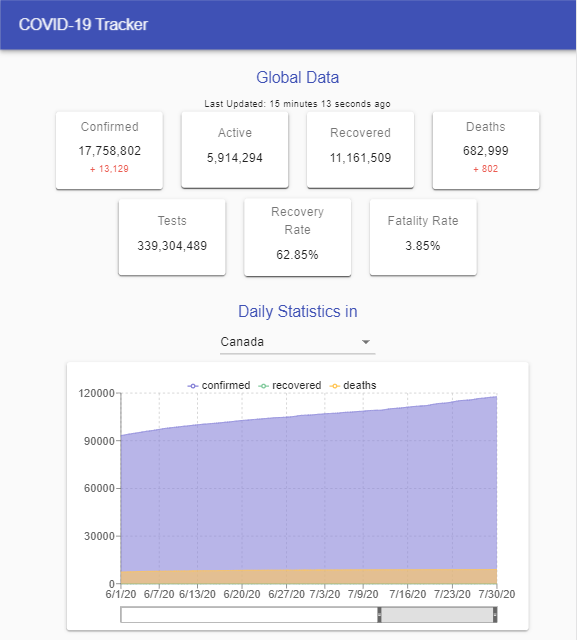 COVID-19 Tracker
Global Data
Last Updated: 15 minutes 13 seconds ago
Confirmed
17,758,802
+ 13,129
Active
5,914,294
Recovered
11,161,509
Deaths
682,999
+ 802
Tests
339,304,489
Recovery
Rate
62.85%
Fatality Rate
3.85%
Daily Statistics in
Canada
confirmed recovered deaths
120000
90000
60000
30000
0
6/1/20 6/7/20 6/13/20 6/20/20 6/27/20 7/3/20 7/9/20 7/16/20 7/23/20 7/30/20